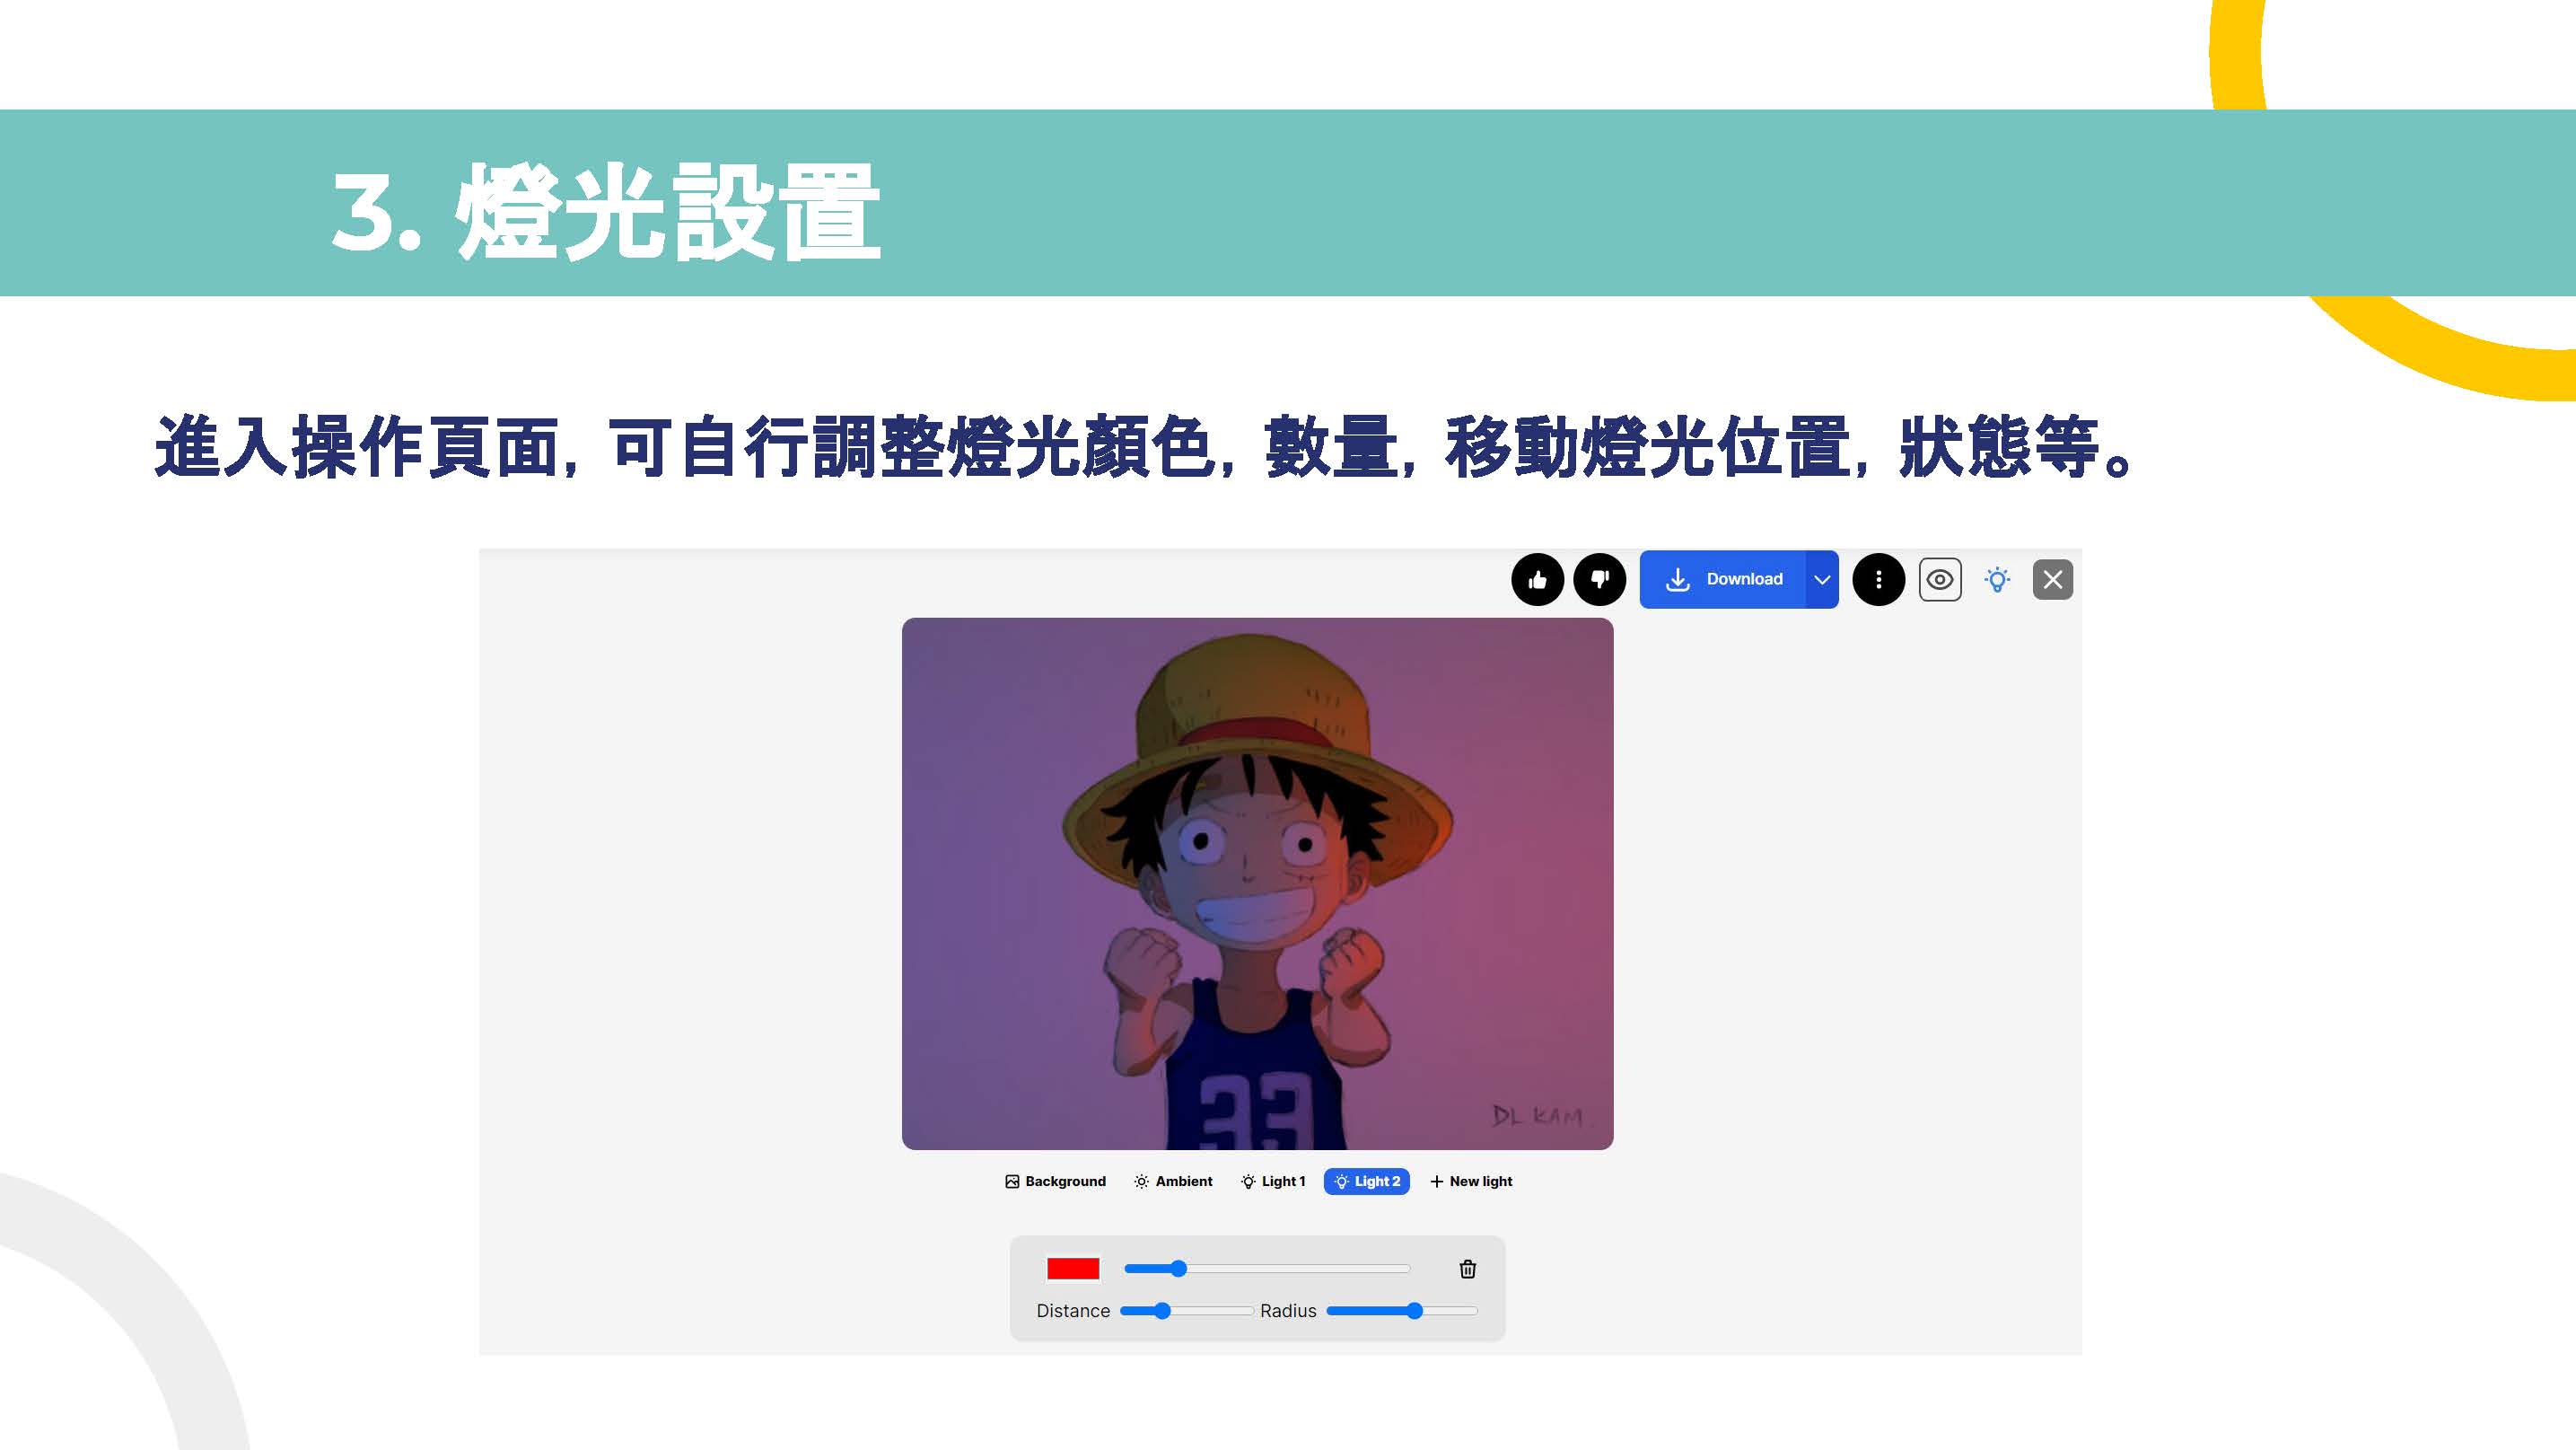 3. 燈光設置
進入操作頁面，可自行調整燈光顏色，數量，移動燈光位置，狀態等。
Download
33
DL KAM
Background Ambient Light 1 Light 2 New light
Distance Radius